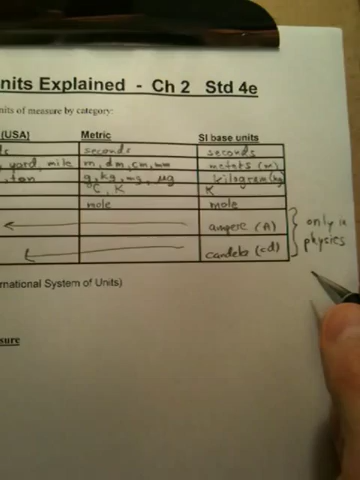 nits Explained - Ch 2 Std 4e
nits of measure by category:
(USA) Metric SI base units
ds seconds seconds
yard, mile m, dm, cm, mm meters (m)
ton g, kg, mg, µg kilogram (kg)
°C, K K
mole mole
ampere (A)
candela (cd)
only in
physics
rnational System of Units)
sure